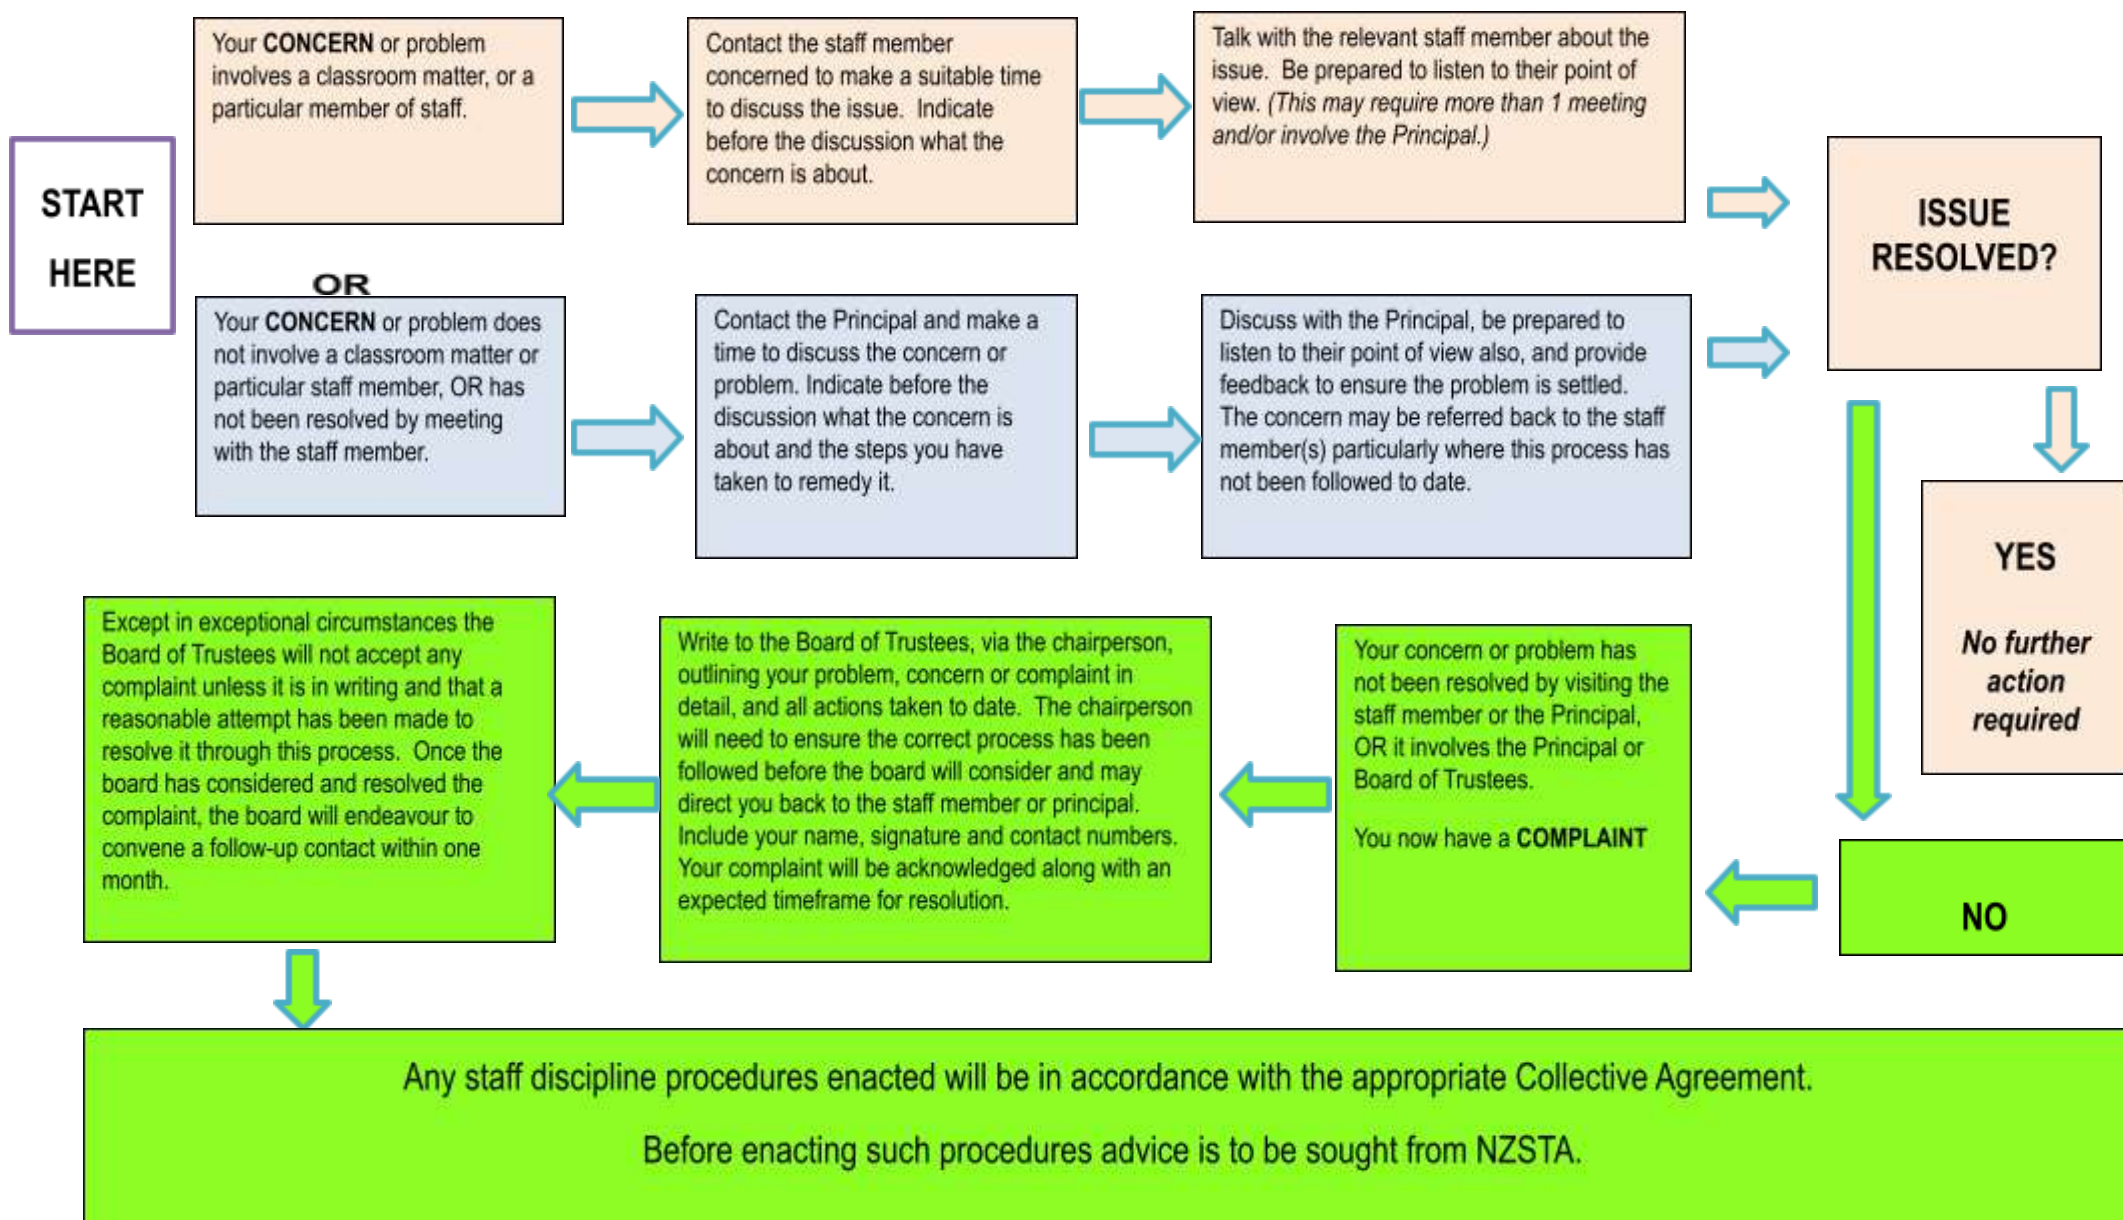 START
HERE
Your CONCERN or problem
involves a classroom matter, or a
particular member of staff.
Contact the staff member
concerned to make a suitable time
to discuss the issue.  Indicate
before the discussion what the
concern is about.
Talk with the relevant staff member about the
issue.  Be prepared to listen to their point of
view. (This may require more than 1 meeting
and/or involve the Principal.)
OR
Your CONCERN or problem does
not involve a classroom matter or
particular staff member, OR has
not been resolved by meeting
with the staff member.
Contact the Principal and make a
time to discuss the concern or
problem. Indicate before the
discussion what the concern is
about and the steps you have
taken to remedy it.
Discuss with the Principal, be prepared to
listen to their point of view also, and provide
feedback to ensure the problem is settled.
The concern may be referred back to the staff
member(s) particularly where this process has
not been followed to date.
ISSUE
RESOLVED?
YES
No further
action
required
NO
Your concern or problem has
not been resolved by visiting the
staff member or the Principal,
OR it involves the Principal or
Board of Trustees.
You now have a COMPLAINT
Write to the Board of Trustees, via the chairperson,
outlining your problem, concern or complaint in
detail, and all actions taken to date.  The chairperson
will need to ensure the correct process has been
followed before the board will consider and may
direct you back to the staff member or principal.
Include your name, signature and contact numbers.
Your complaint will be acknowledged along with an
expected timeframe for resolution.
Except in exceptional circumstances the
Board of Trustees will not accept any
complaint unless it is in writing and that a
reasonable attempt has been made to
resolve it through this process.  Once the
board has considered and resolved the
complaint, the board will endeavour to
convene a follow-up contact within one
month.
Any staff discipline procedures enacted will be in accordance with the appropriate Collective Agreement.
Before enacting such procedures advice is to be sought from NZSTA.